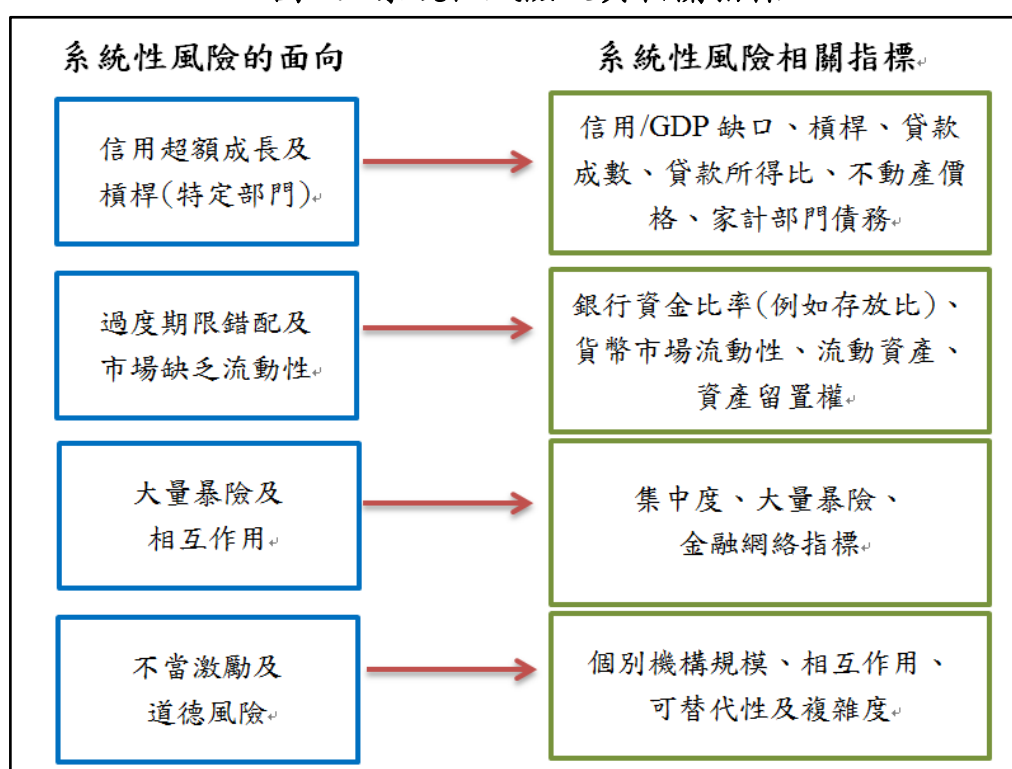 系統性風險的面向
系統性風險相關指標
信用超額成長及
槓桿(特定部門)
信用/GDP 缺口、槓桿、貸款
成數、貸款所得比、不動產價
格、家計部門債務
過度期限錯配及
市場缺乏流動性
銀行資金比率(例如存放比)、
貨幣市場流動性、流動資產、
資產留置權
大量暴險及
相互作用
集中度、大量暴險、
金融網絡指標
不當激勵及
道德風險
個別機構規模、相互作用、
可替代性及複雜度